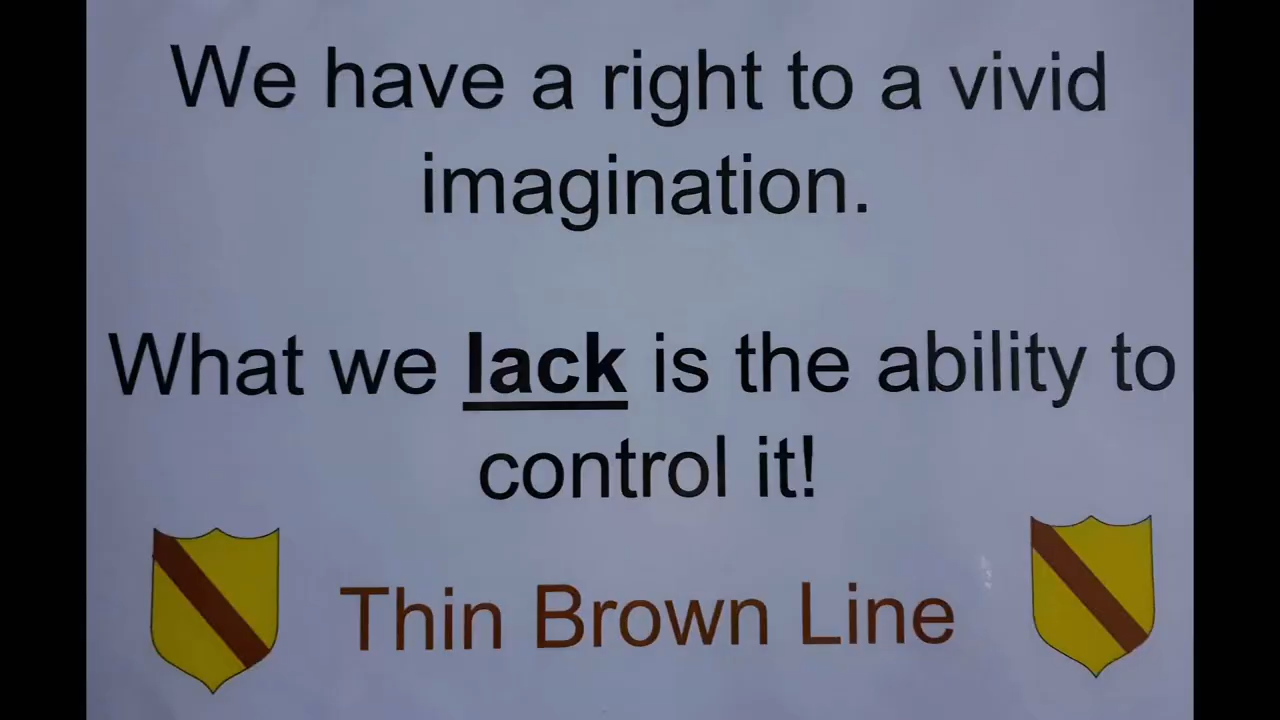 We have a right to a vivid
imagination.
What we lack is the ability to
control it!
Thin Brown Line